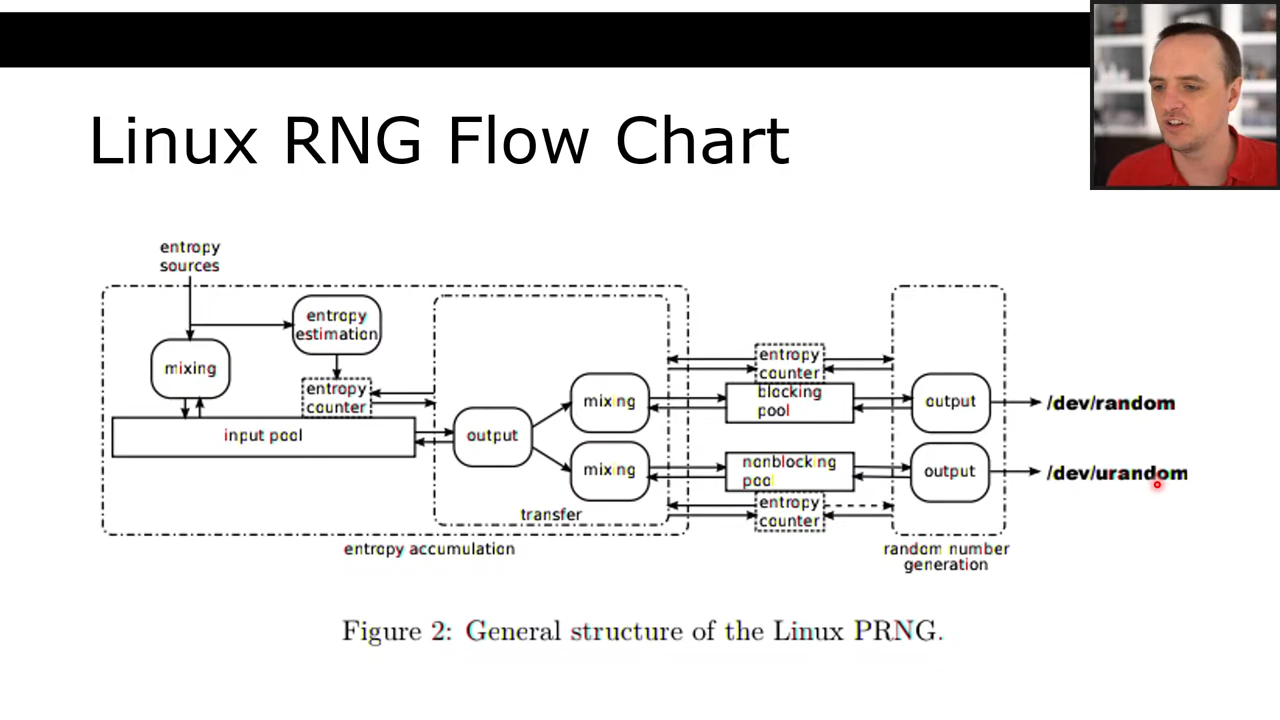 Linux RNG Flow Chart
entropy
sources
entropy
estimation
mixing
entropy
counter
input pool
output
mixing
mixing
transfer
entropy accumulation
entropy
counter
blocking
pool
nonblocking
pool
entropy
counter
output
output
random number
generation
/dev/random
/dev/urandom
Figure 2: General structure of the Linux PRNG.